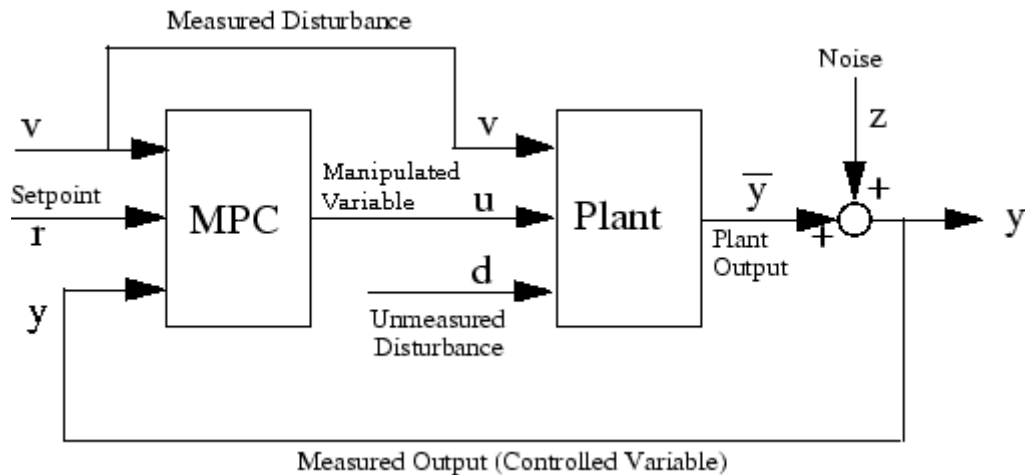 Measured Disturbance
Noise
v
v
z
Setpoint
Manipulated
Variable
MPC
u
Plant
y̅
+
+
y
r
Plant
Output
d
y
Unmeasured
Disturbance
Measured Output (Controlled Variable)